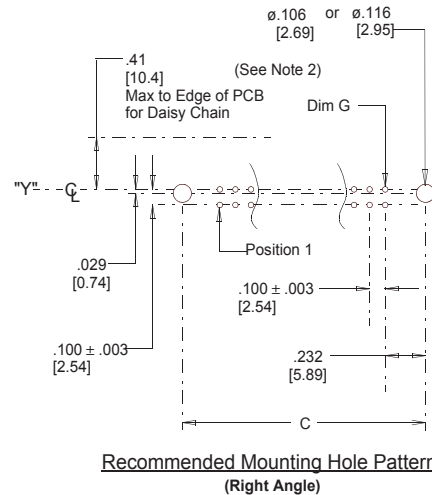 ø.106 or ø.116
[2.69] [2.95]
.41
[10.4]
Max to Edge of PCB
for Daisy Chain
(See Note 2)
Dim G
"Y" ℄
Position 1
.029
[0.74]
.100 ± .003
[2.54]
.100 ± .003
[2.54]
.232
[5.89]
C
Recommended Mounting Hole Pattern
(Right Angle)